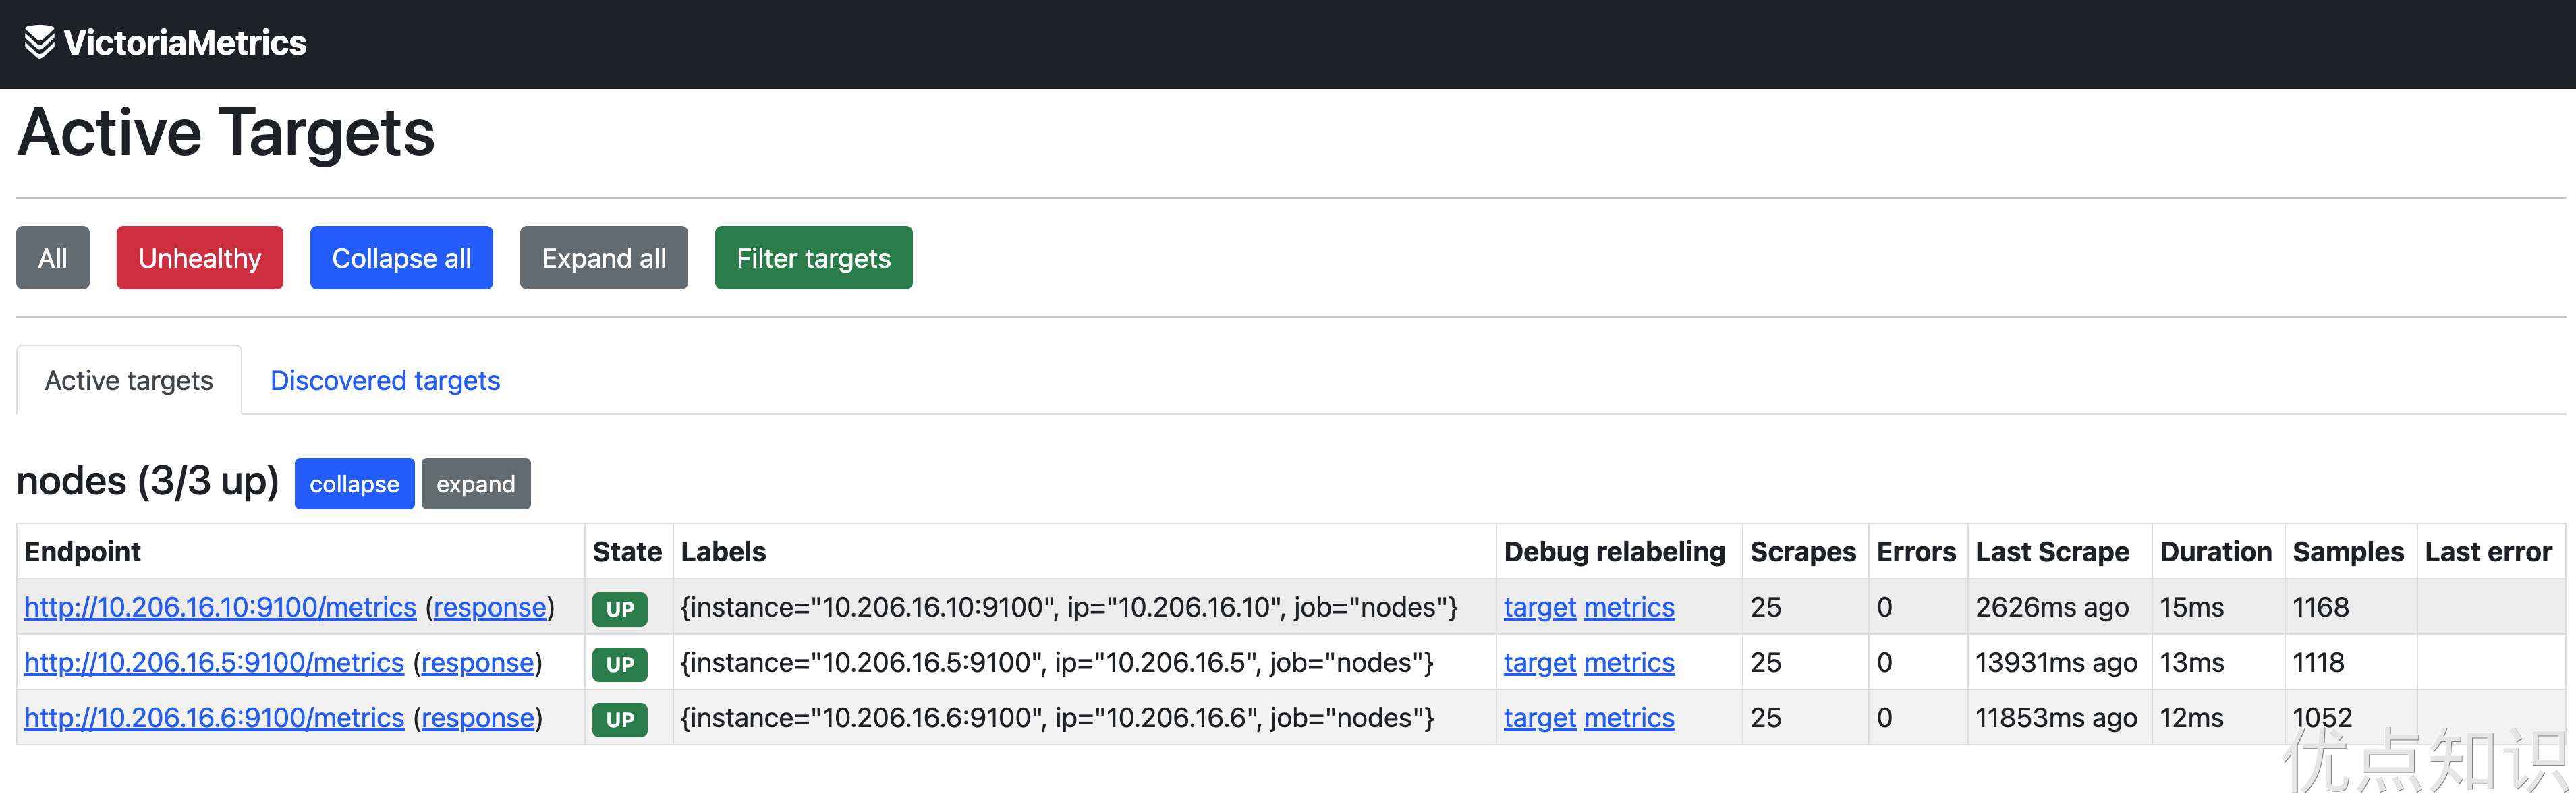 VictoriaMetrics
Active Targets
All Unhealthy Collapse all Expand all Filter targets
Active targets Discovered targets
nodes (3/3 up) collapse expand
Endpoint State Labels Debug relabeling Scrapes Errors Last Scrape Duration Samples Last error
http://10.206.16.10:9100/metrics (response) UP {instance="10.206.16.10:9100", ip="10.206.16.10", job="nodes"} target metrics 25 0 2626ms ago 15ms 1168
http://10.206.16.5:9100/metrics (response) UP {instance="10.206.16.5:9100", ip="10.206.16.5", job="nodes"} target metrics 25 0 13931ms ago 13ms 1118
http://10.206.16.6:9100/metrics (response) UP {instance="10.206.16.6:9100", ip="10.206.16.6", job="nodes"} target metrics 25 0 11853ms ago 12ms 1052
优点知识